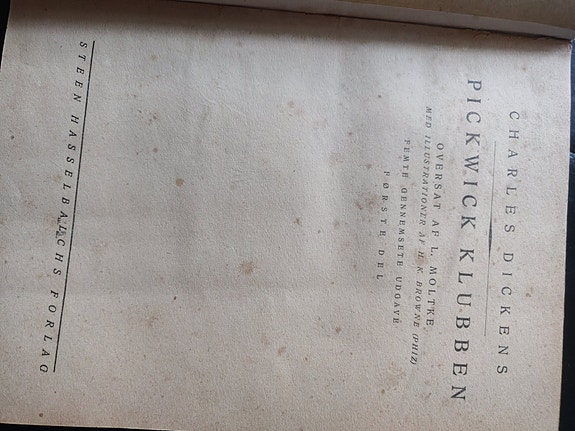 CHARLES DICKENS
PICKWICK KLUBBEN
OVERSAT AF L. MOLTKE
MED ILLUSTRATIONER AF H. K. BROWNE (PHIZ)
FEMTE GENNEMSETE UDGAVE
FØRSTE DEL
STEEN HASSELBALCHS FORLAG